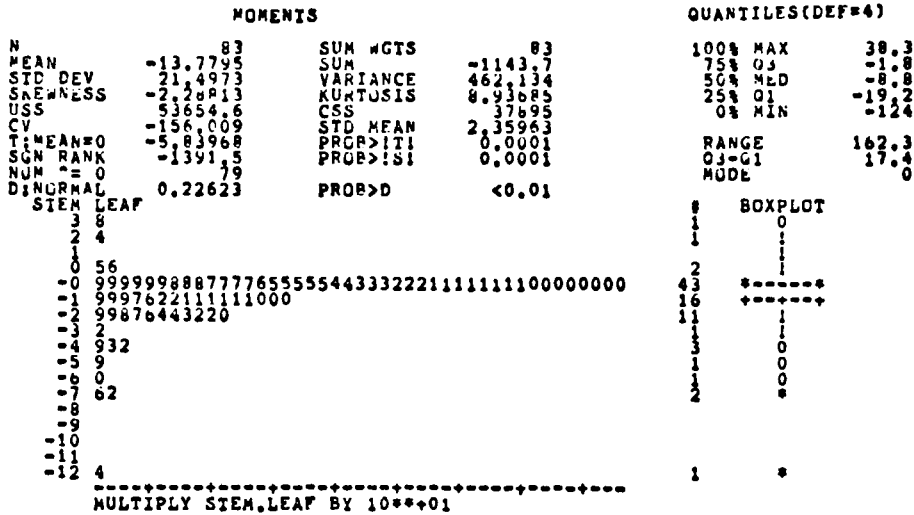 MOMENTS QUANTILES(DEF=4)
N 83 SUM WGTS 83 100% MAX 38.3
MEAN -13.7795 SUM -1143.7 75% Q3 -1.8
STD DEV 21.4973 VARIANCE 462.134 50% MED -8.8
SKEWNESS -2.28813 KURTOSIS 8.93685 25% Q1 -19.2
USS 53654.6 CSS 37895 0% MIN -124
CV -156.009 STD MEAN 2.35963
T:MEAN=0 -5.83968 PROB>|T| 0.0001 RANGE 162.3
SGN RANK -1391.5 PROB>|S| 0.0001 Q3-Q1 17.4
NUM ^= 0 79 MODE 0
D:NORMAL 0.22623 PROB>D <0.01
STEM LEAF # BOXPLOT
3 8 1 0
2 4 1 |
1 |
0 56 2 |
-0 9999999888777765555554433322211111111100000000 43 *-----*
-1 9997622111111000 16 +--+--+
-2 99876443220 11 |
-3 2 1 |
-4 932 3 0
-5 9 1 0
-6 0 1 0
-7 62 2 *
-8
-9
-10
-11
-12 4 1 *
----+----+----+----+----+----+----+----+---
MULTIPLY STEM.LEAF BY 10**+01